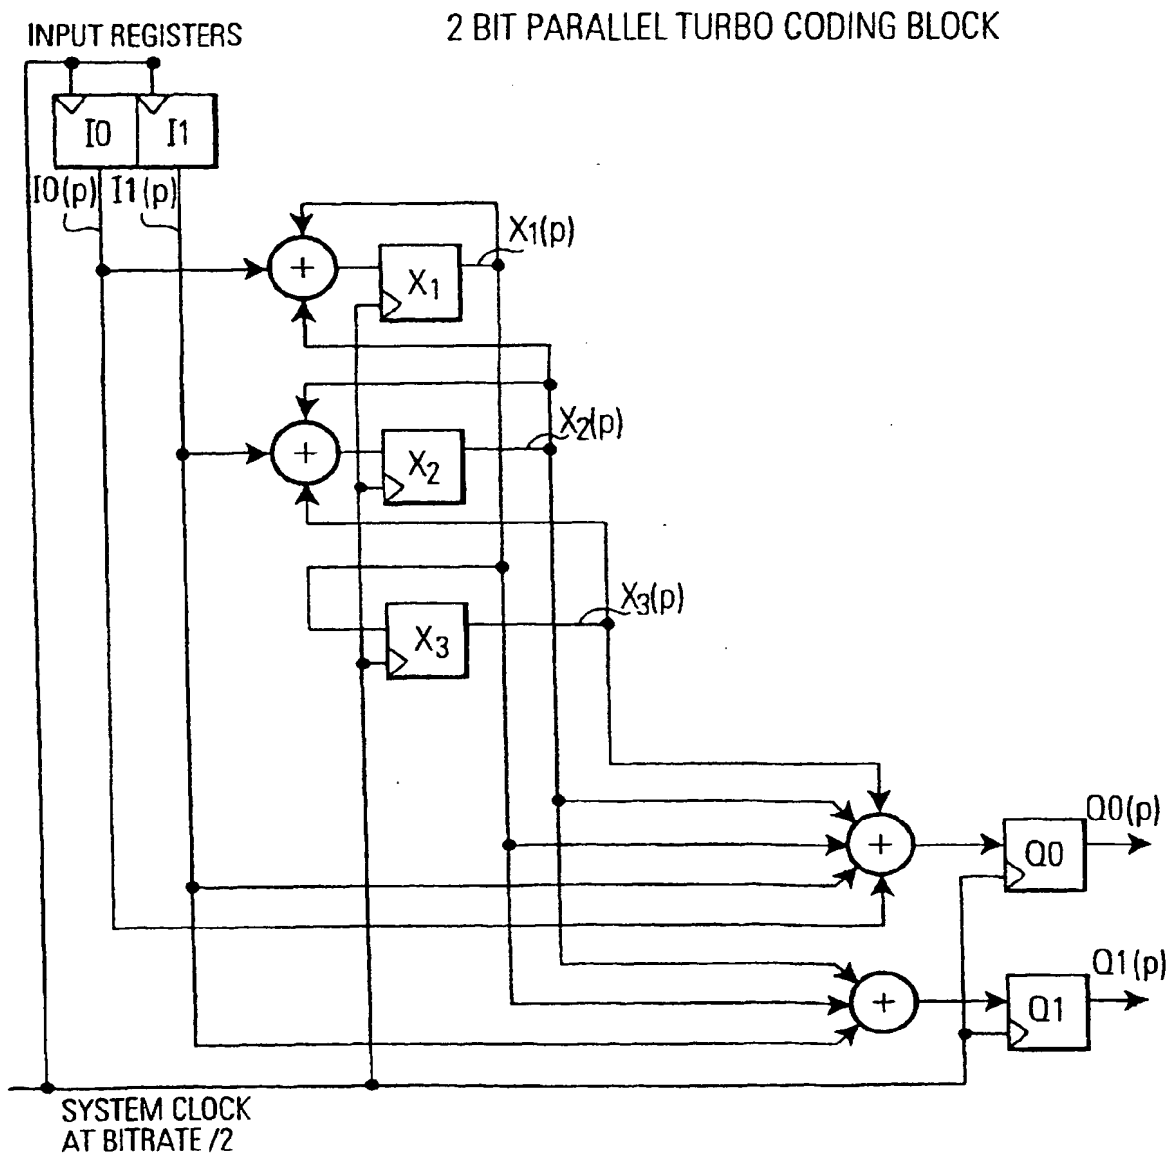 2 BIT PARALLEL TURBO CODING BLOCK
INPUT REGISTERS
I0 I1
I0(p) I1(p)
X1(p)
+ X1
X2(p)
+ X2
X3(p)
X3
Q0(p)
+ Q0
Q1(p)
+ Q1
SYSTEM CLOCK
AT BITRATE /2